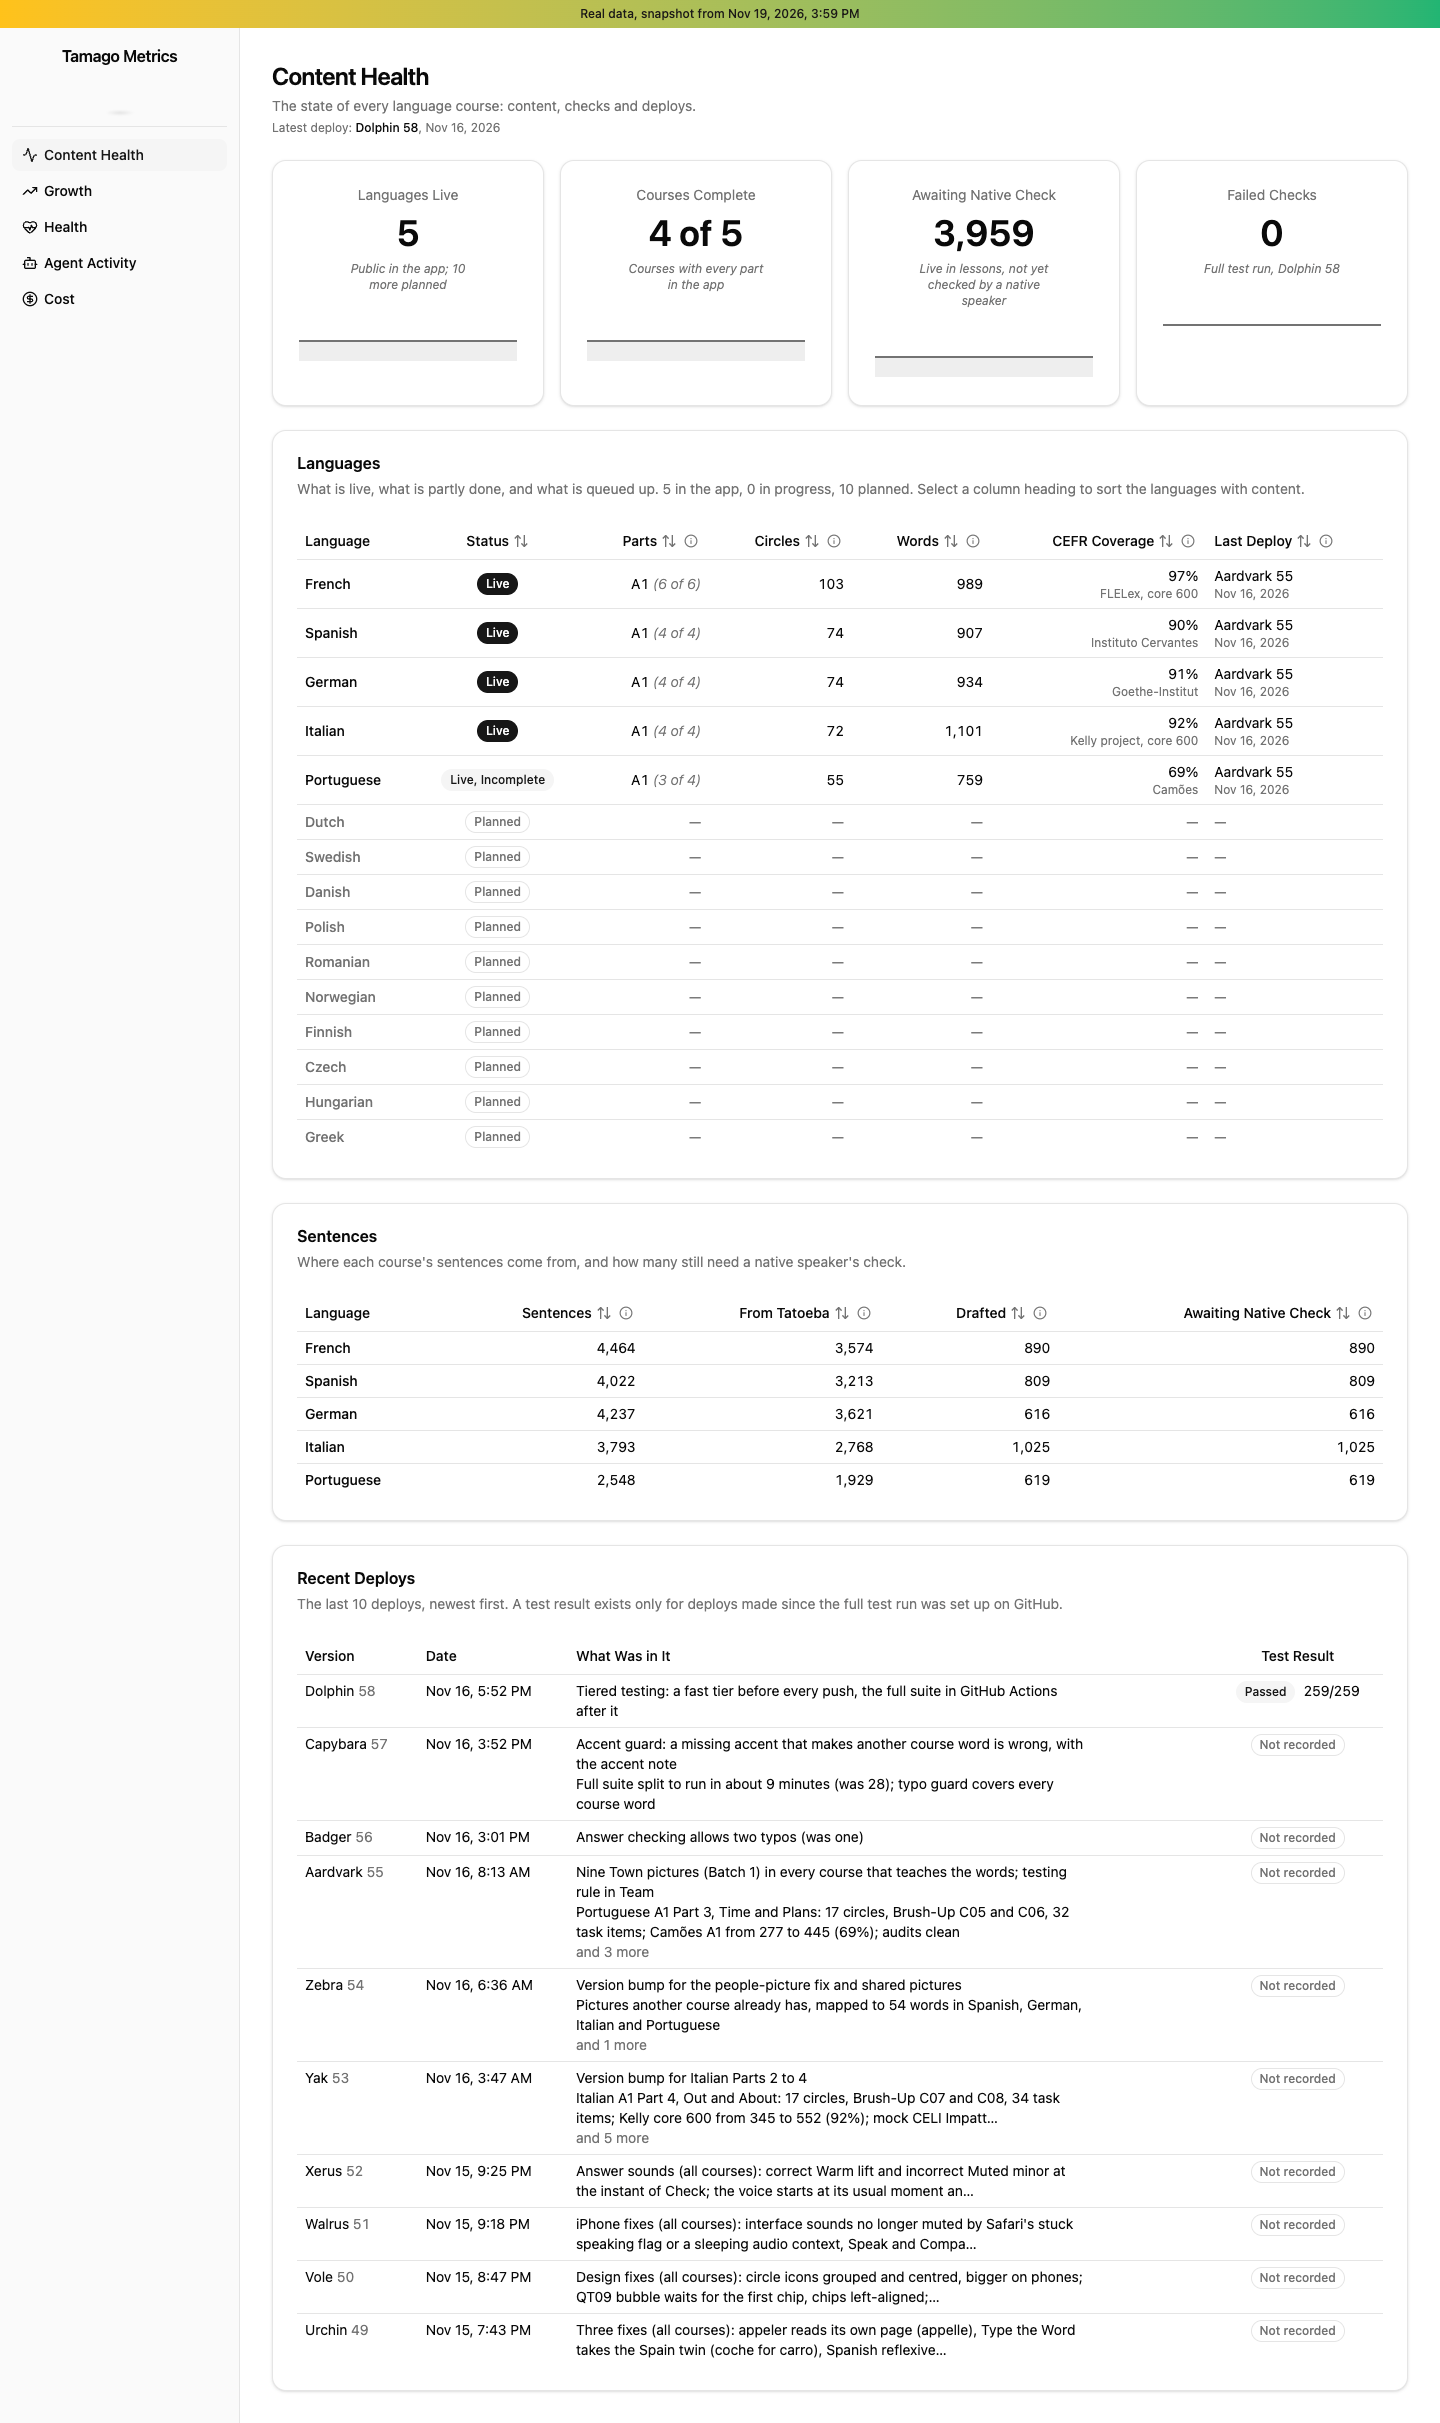 Real data, snapshot from Nov 19, 2026, 3:59 PM
Tamago Metrics
Content Health
Growth
Health
Agent Activity
Cost
Content Health
The state of every language course: content, checks and deploys.
Latest deploy: Dolphin 58, Nov 16, 2026
Languages Live
5
Public in the app; 10
more planned
Courses Complete
4 of 5
Courses with every part
in the app
Awaiting Native Check
3,959
Live in lessons, not yet
checked by a native
speaker
Failed Checks
0
Full test run, Dolphin 58
Languages
What is live, what is partly done, and what is queued up. 5 in the app, 0 in progress, 10 planned. Select a column heading to sort the languages with content.
Language Status Parts Circles Words CEFR Coverage Last Deploy
French Live A1 (6 of 6) 103 989 97% Aardvark 55
FLELex, core 600 Nov 16, 2026
Spanish Live A1 (4 of 4) 74 907 90% Aardvark 55
Instituto Cervantes Nov 16, 2026
German Live A1 (4 of 4) 74 934 91% Aardvark 55
Goethe-Institut Nov 16, 2026
Italian Live A1 (4 of 4) 72 1,101 92% Aardvark 55
Kelly project, core 600 Nov 16, 2026
Portuguese Live, Incomplete A1 (3 of 4) 55 759 69% Aardvark 55
Camões Nov 16, 2026
Dutch Planned — — — — —
Swedish Planned — — — — —
Danish Planned — — — — —
Polish Planned — — — — —
Romanian Planned — — — — —
Norwegian Planned — — — — —
Finnish Planned — — — — —
Czech Planned — — — — —
Hungarian Planned — — — — —
Greek Planned — — — — —
Sentences
Where each course's sentences come from, and how many still need a native speaker's check.
Language Sentences From Tatoeba Drafted Awaiting Native Check
French 4,464 3,574 890 890
Spanish 4,022 3,213 809 809
German 4,237 3,621 616 616
Italian 3,793 2,768 1,025 1,025
Portuguese 2,548 1,929 619 619
Recent Deploys
The last 10 deploys, newest first. A test result exists only for deploys made since the full test run was set up on GitHub.
Version Date What Was in It Test Result
Dolphin 58 Nov 16, 5:52 PM Tiered testing: a fast tier before every push, the full suite in GitHub Actions Passed 259/259
after it
Capybara 57 Nov 16, 3:52 PM Accent guard: a missing accent that makes another course word is wrong, with Not recorded
the accent note
Full suite split to run in about 9 minutes (was 28); typo guard covers every
course word
Badger 56 Nov 16, 3:01 PM Answer checking allows two typos (was one) Not recorded
Aardvark 55 Nov 16, 8:13 AM Nine Town pictures (Batch 1) in every course that teaches the words; testing Not recorded
rule in Team
Portuguese A1 Part 3, Time and Plans: 17 circles, Brush-Up C05 and C06, 32
task items; Camões A1 from 277 to 445 (69%); audits clean
and 3 more
Zebra 54 Nov 16, 6:36 AM Version bump for the people-picture fix and shared pictures Not recorded
Pictures another course already has, mapped to 54 words in Spanish, German,
Italian and Portuguese
and 1 more
Yak 53 Nov 16, 3:47 AM Version bump for Italian Parts 2 to 4 Not recorded
Italian A1 Part 4, Out and About: 17 circles, Brush-Up C07 and C08, 34 task
items; Kelly core 600 from 345 to 552 (92%); mock CELI Impatt...
and 5 more
Xerus 52 Nov 15, 9:25 PM Answer sounds (all courses): correct Warm lift and incorrect Muted minor at Not recorded
the instant of Check; the voice starts at its usual moment an...
Walrus 51 Nov 15, 9:18 PM iPhone fixes (all courses): interface sounds no longer muted by Safari's stuck Not recorded
speaking flag or a sleeping audio context, Speak and Compa...
Vole 50 Nov 15, 8:47 PM Design fixes (all courses): circle icons grouped and centred, bigger on phones; Not recorded
QT09 bubble waits for the first chip, chips left-aligned;...
Urchin 49 Nov 15, 7:43 PM Three fixes (all courses): appeler reads its own page (appelle), Type the Word Not recorded
takes the Spain twin (coche for carro), Spanish reflexive...